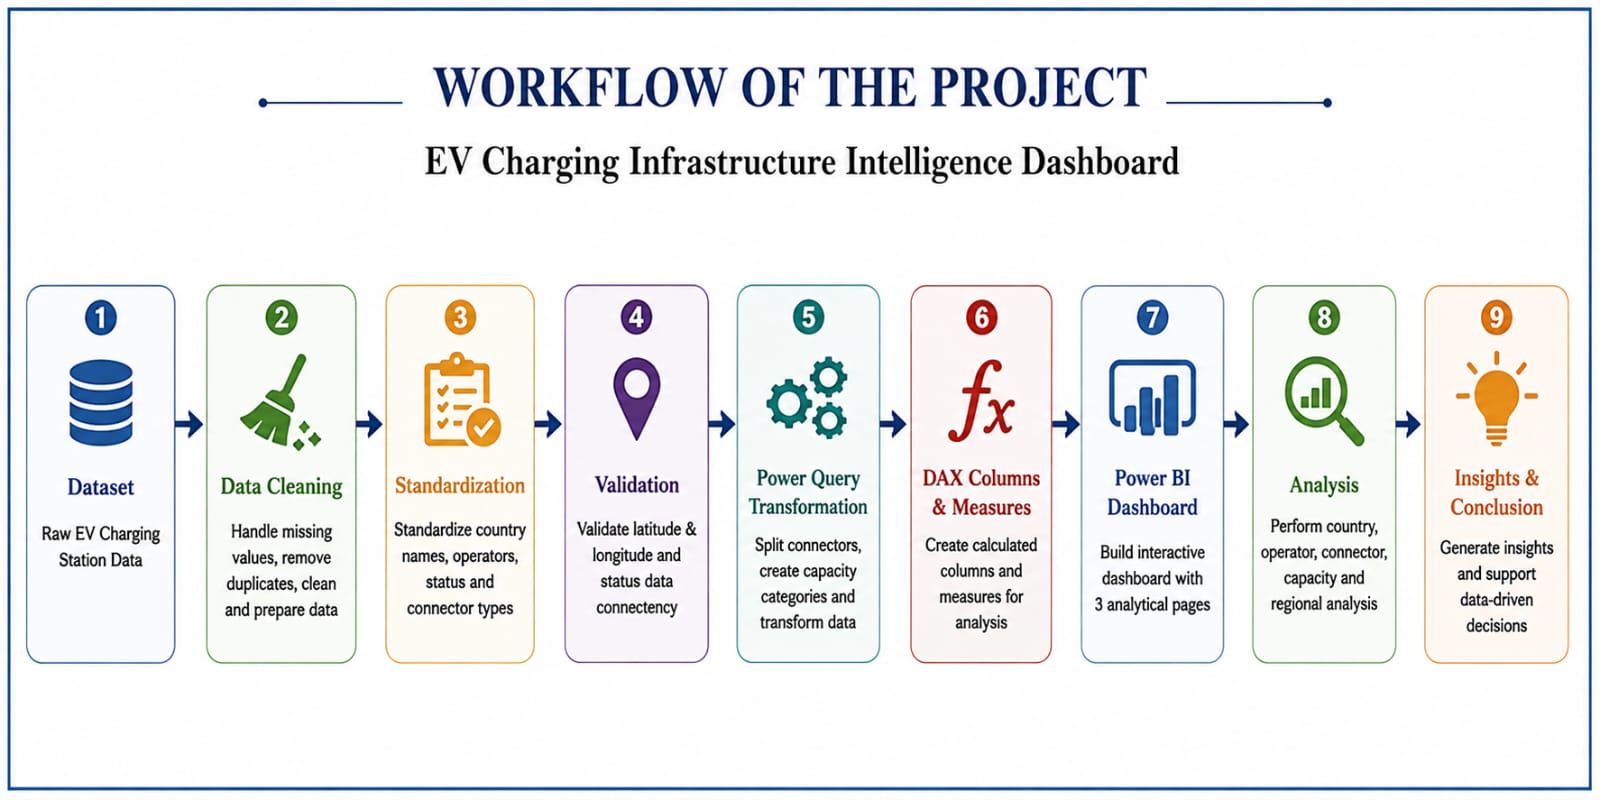 WORKFLOW OF THE PROJECT
EV Charging Infrastructure Intelligence Dashboard
1
Dataset
Raw EV Charging
Station Data
2
Data Cleaning
Handle missing
values, remove
duplicates, clean
and prepare data
3
Standardization
Standardize country
names, operators,
status and
connector types
4
Validation
Validate latitude &
longitude and
status data
connectency
5
Power Query
Transformation
Split connectors,
create capacity
categories and
transform data
6
fx
DAX Columns
& Measures
Create calculated
columns and
measures for
analysis
7
Power BI
Dashboard
Build interactive
dashboard with
3 analytical pages
8
Analysis
Perform country,
operator, connector,
capacity and
regional analysis
9
Insights &
Conclusion
Generate insights
and support
data-driven
decisions